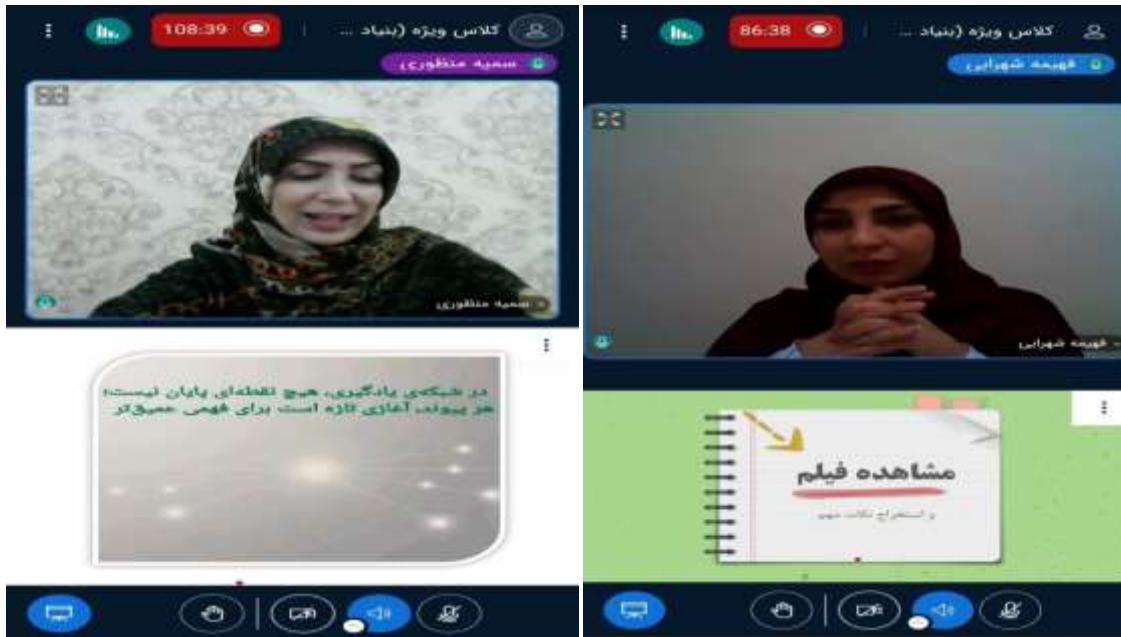 108:39
کلاس ویژه (بنیاد ...
سمیه منظوری
سمیه منظوری
در شبکه‌ی یادگیری، هیچ نقطه‌ای پایان نیست؛
هر پیوند، آغازی تازه است برای فهمی عمیق‌تر
86:38
کلاس ویژه (بنیاد ...
فهیمه شهرابی
فهیمه شهرابی
مشاهده فیلم
و استخراج نکات مهم